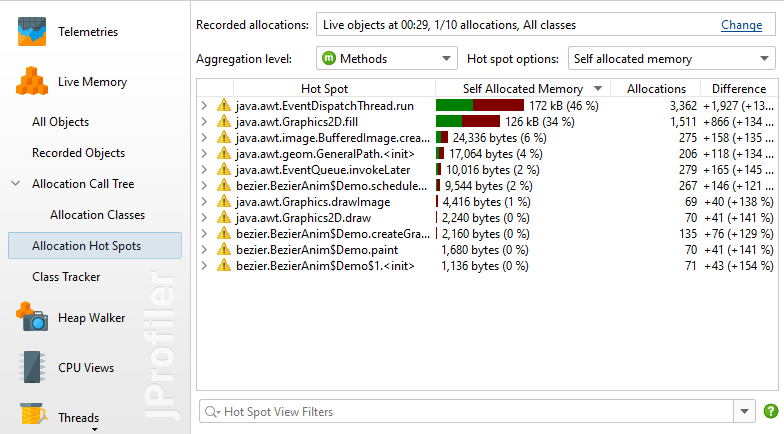 Telemetries
Live Memory
All Objects
Recorded Objects
Allocation Call Tree
Allocation Classes
Allocation Hot Spots
Class Tracker
Heap Walker
CPU Views
Threads
JProfiler
Recorded allocations: Live objects at 00:29, 1/10 allocations, All classes Change
Aggregation level: m Methods Hot spot options: Self allocated memory
Hot Spot Self Allocated Memory Allocations Difference
java.awt.EventDispatchThread.run 172 kB (46 %) 3,362 +1,927 (+13...
java.awt.Graphics2D.fill 126 kB (34 %) 1,511 +866 (+134 ...
java.awt.image.BufferedImage.crea... 24,336 bytes (6 %) 275 +158 (+135 ...
java.awt.geom.GeneralPath.<init> 17,064 bytes (4 %) 206 +118 (+134 ...
java.awt.EventQueue.invokeLater 10,016 bytes (2 %) 279 +165 (+145 ...
bezier.BezierAnim$Demo.schedule... 9,544 bytes (2 %) 267 +146 (+121 ...
java.awt.Graphics.drawImage 4,416 bytes (1 %) 69 +40 (+138 %)
java.awt.Graphics2D.draw 2,240 bytes (0 %) 70 +41 (+141 %)
bezier.BezierAnim$Demo.createGra... 2,160 bytes (0 %) 135 +76 (+129 %)
bezier.BezierAnim$Demo.paint 1,680 bytes (0 %) 70 +41 (+141 %)
bezier.BezierAnim$Demo$1.<init> 1,136 bytes (0 %) 71 +43 (+154 %)
Hot Spot View Filters
?